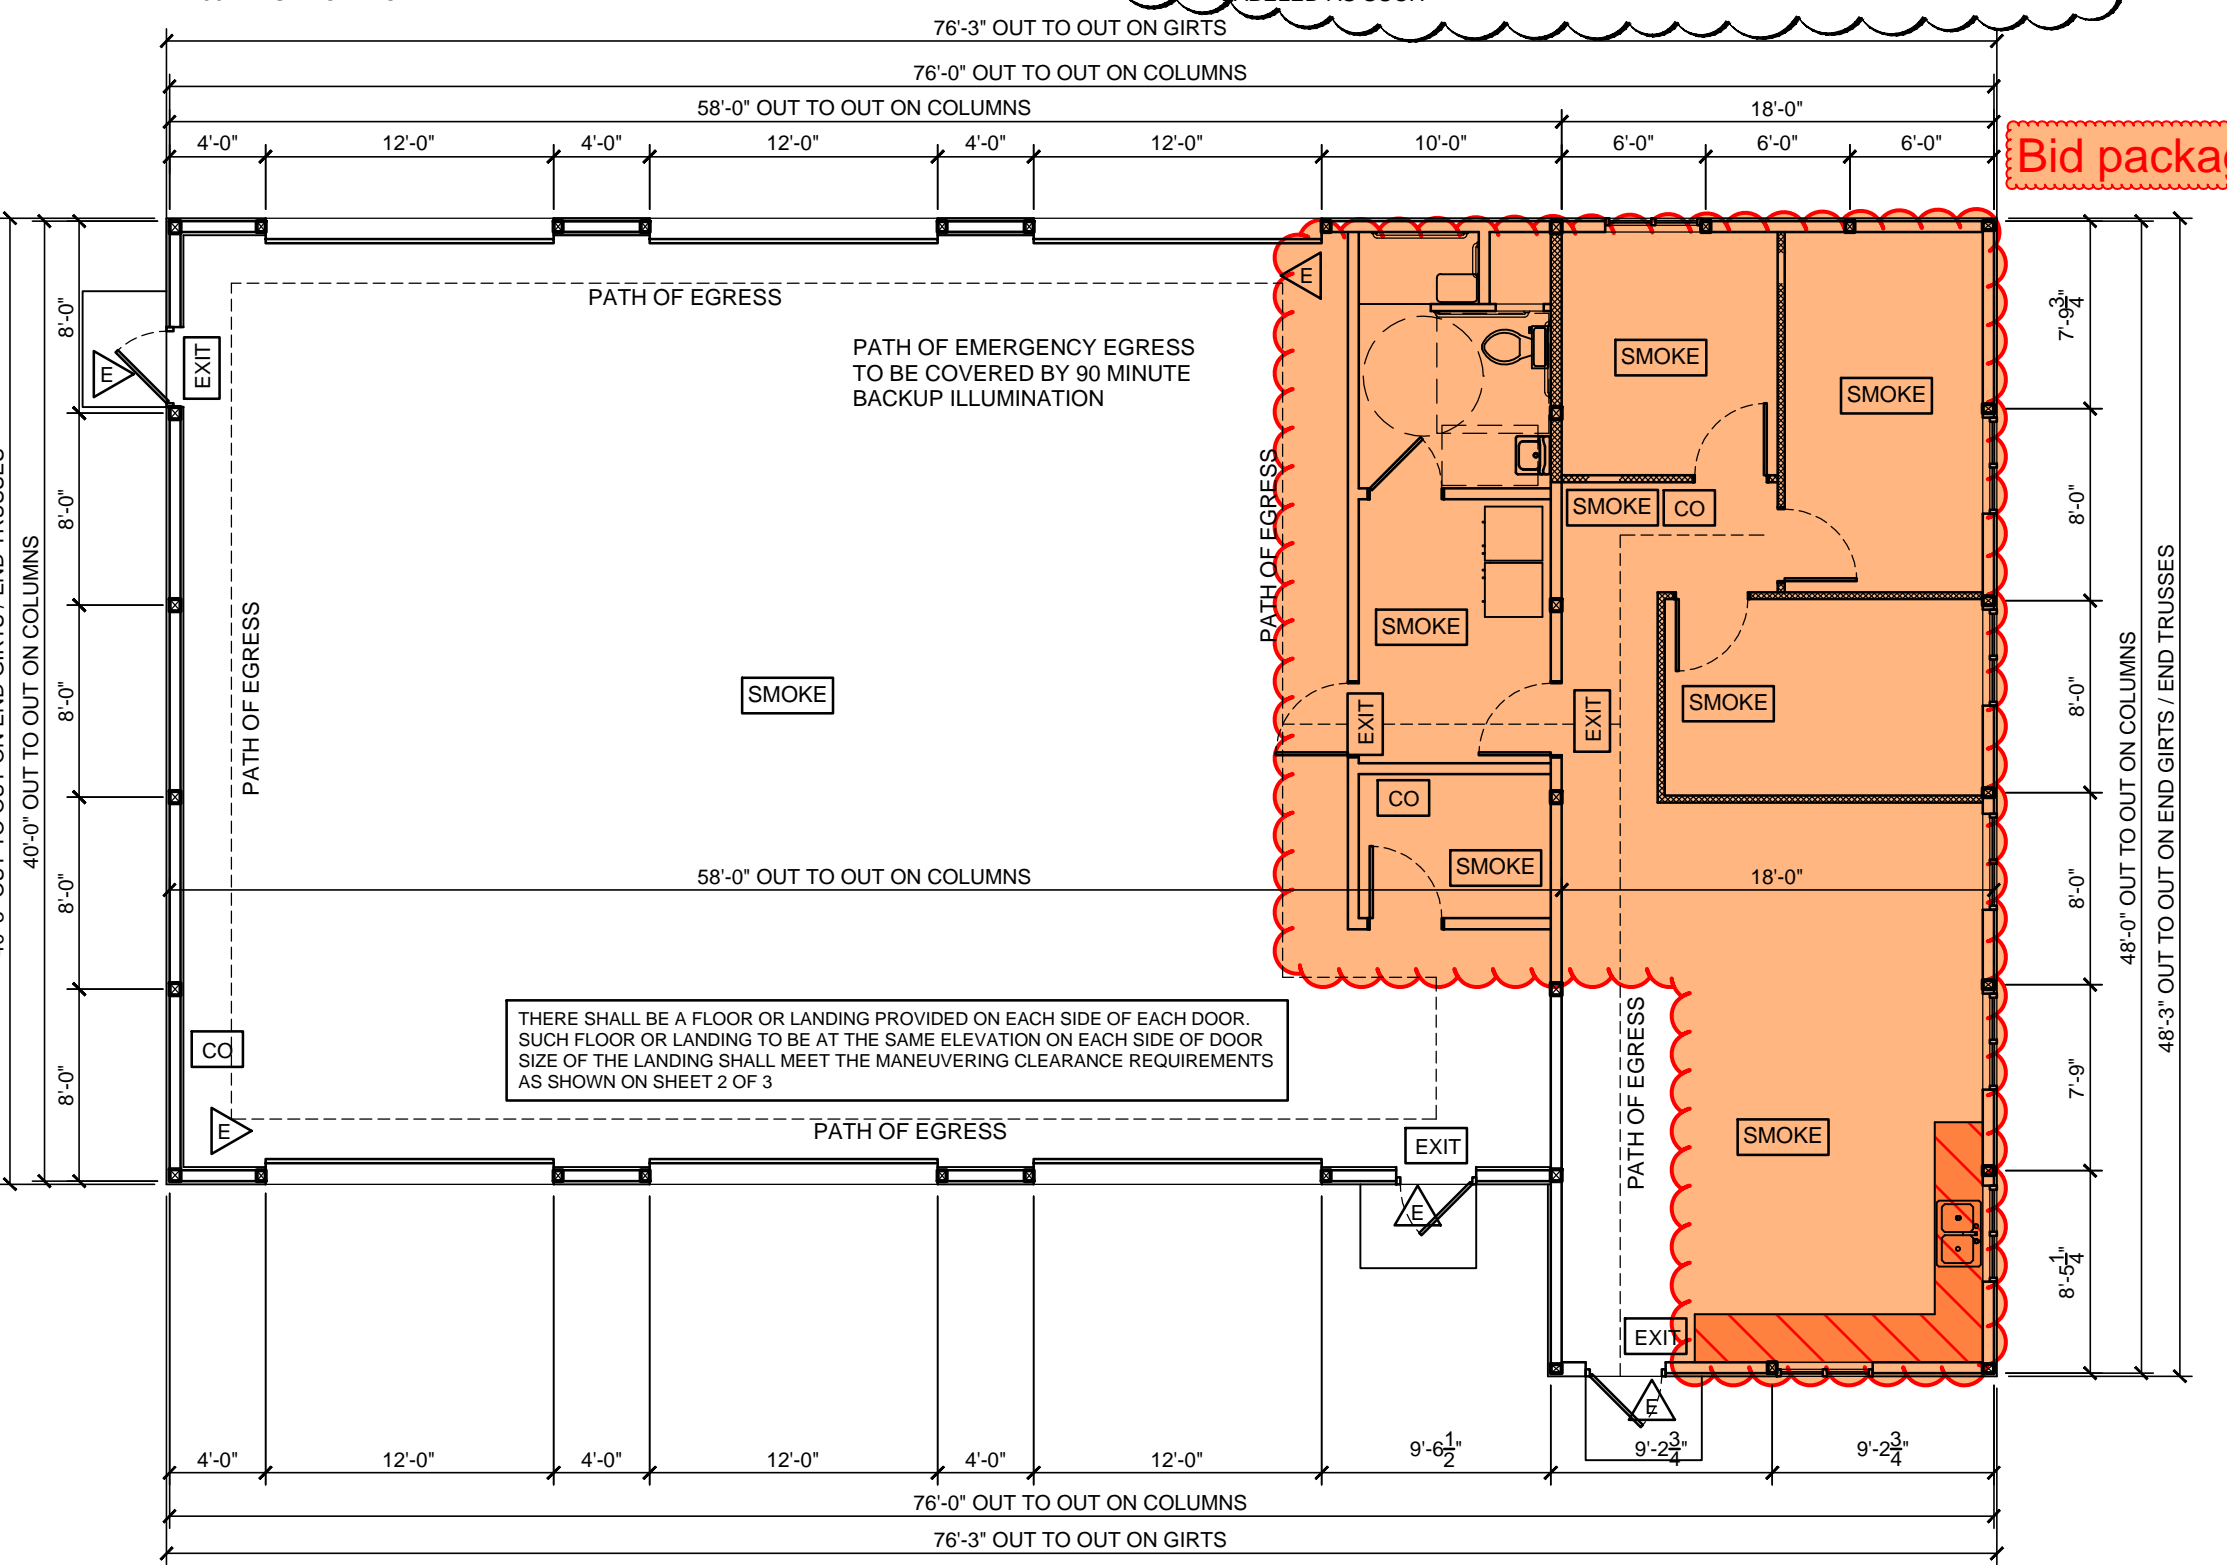 76'-3" OUT TO OUT ON GIRTS
76'-0" OUT TO OUT ON COLUMNS
58'-0" OUT TO OUT ON COLUMNS
18'-0"
4'-0"
12'-0"
4'-0"
12'-0"
4'-0"
12'-0"
10'-0"
6'-0"
6'-0"
6'-0"
Bid packa
E
PATH OF EGRESS
8'-0"
7'-9 3/4"
EXIT
E
PATH OF EMERGENCY EGRESS
TO BE COVERED BY 90 MINUTE
BACKUP ILLUMINATION
SMOKE
SMOKE
8'-0"
PATH OF EGRESS
SMOKE
CO
8'-0"
40'-0" OUT TO OUT ON COLUMNS
PATH OF EGRESS
SMOKE
8'-0"
SMOKE
EXIT
EXIT
SMOKE
8'-0"
48'-0" OUT TO OUT ON COLUMNS
48'-3" OUT TO OUT ON END GIRTS / END TRUSSES
CO
8'-0"
58'-0" OUT TO OUT ON COLUMNS
SMOKE
18'-0"
8'-0"
THERE SHALL BE A FLOOR OR LANDING PROVIDED ON EACH SIDE OF EACH DOOR.
SUCH FLOOR OR LANDING TO BE AT THE SAME ELEVATION ON EACH SIDE OF DOOR
SIZE OF THE LANDING SHALL MEET THE MANEUVERING CLEARANCE REQUIREMENTS
AS SHOWN ON SHEET 2 OF 3
CO
8'-0"
PATH OF EGRESS
7'-9"
E
PATH OF EGRESS
EXIT
SMOKE
E
8'-5 1/4"
EXIT
E
4'-0"
12'-0"
4'-0"
12'-0"
4'-0"
12'-0"
9'-6 1/2"
9'-2 3/4"
9'-2 3/4"
76'-0" OUT TO OUT ON COLUMNS
76'-3" OUT TO OUT ON GIRTS